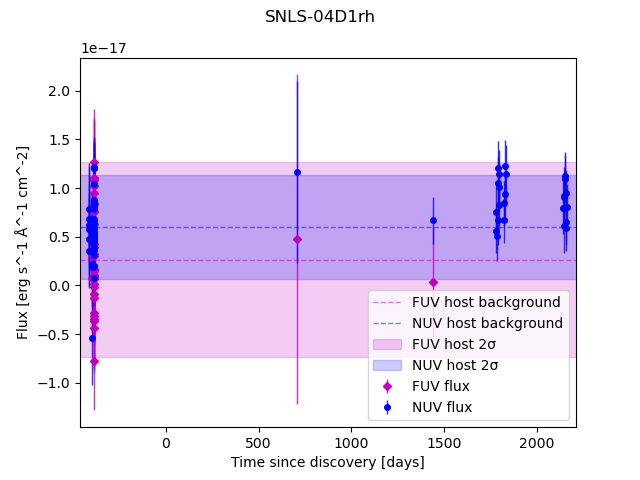 SNLS-04D1rh
1e−17
2.0
1.5
1.0
0.5
0.0
−0.5
−1.0
Flux [erg s^-1 Å^-1 cm^-2]
FUV host background
NUV host background
FUV host 2σ
NUV host 2σ
FUV flux
NUV flux
0 500 1000 1500 2000
Time since discovery [days]